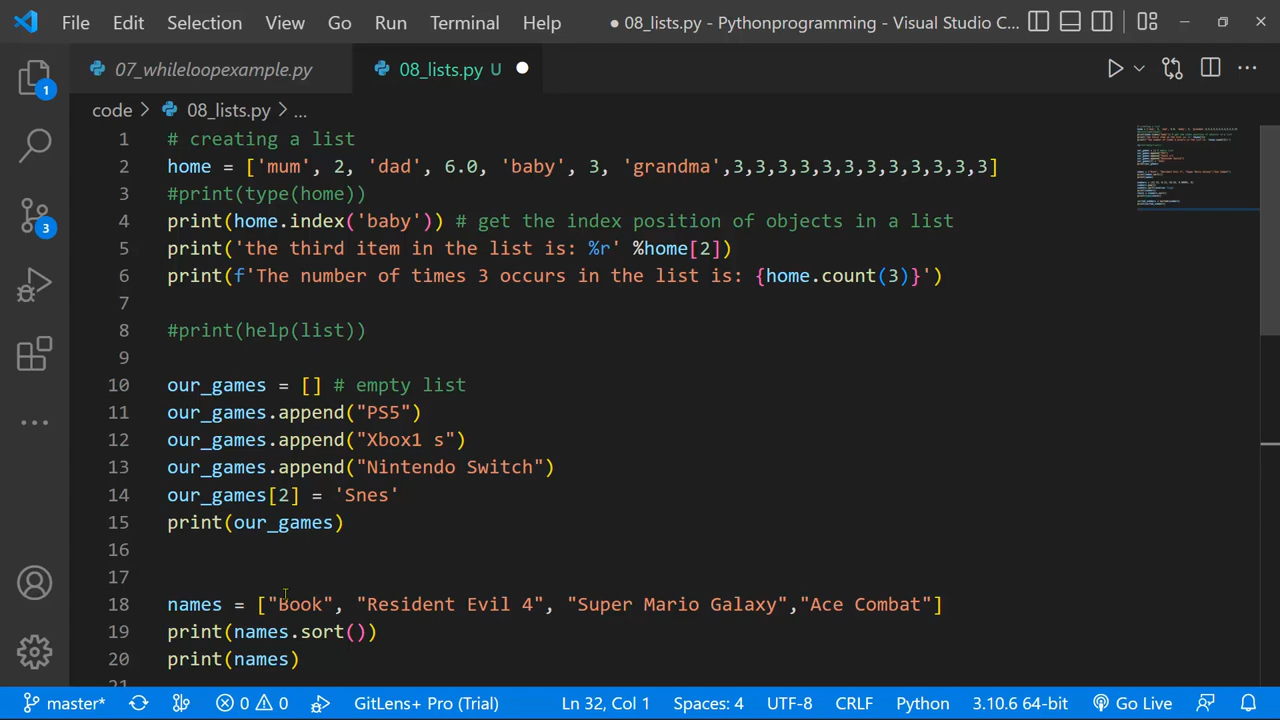 File Edit Selection View Go Run Terminal Help ● 08_lists.py - Pythonprogramming - Visual Studio C...
07_whileloopexample.py 08_lists.py U
code > 08_lists.py > ...
1 # creating a list
2 home = ['mum', 2, 'dad', 6.0, 'baby', 3, 'grandma',3,3,3,3,3,3,3,3,3,3,3,3]
3 #print(type(home))
4 print(home.index('baby')) # get the index position of objects in a list
5 print('the third item in the list is: %r' %home[2])
6 print(f'The number of times 3 occurs in the list is: {home.count(3)}')
7
8 #print(help(list))
9
10 our_games = [] # empty list
11 our_games.append("PS5")
12 our_games.append("Xbox1 s")
13 our_games.append("Nintendo Switch")
14 our_games[2] = 'Snes'
15 print(our_games)
16
17
18 names = ["Book", "Resident Evil 4", "Super Mario Galaxy","Ace Combat"]
19 print(names.sort())
20 print(names)
1
3
master* 0 0 GitLens+ Pro (Trial) Ln 32, Col 1 Spaces: 4 UTF-8 CRLF Python 3.10.6 64-bit Go Live